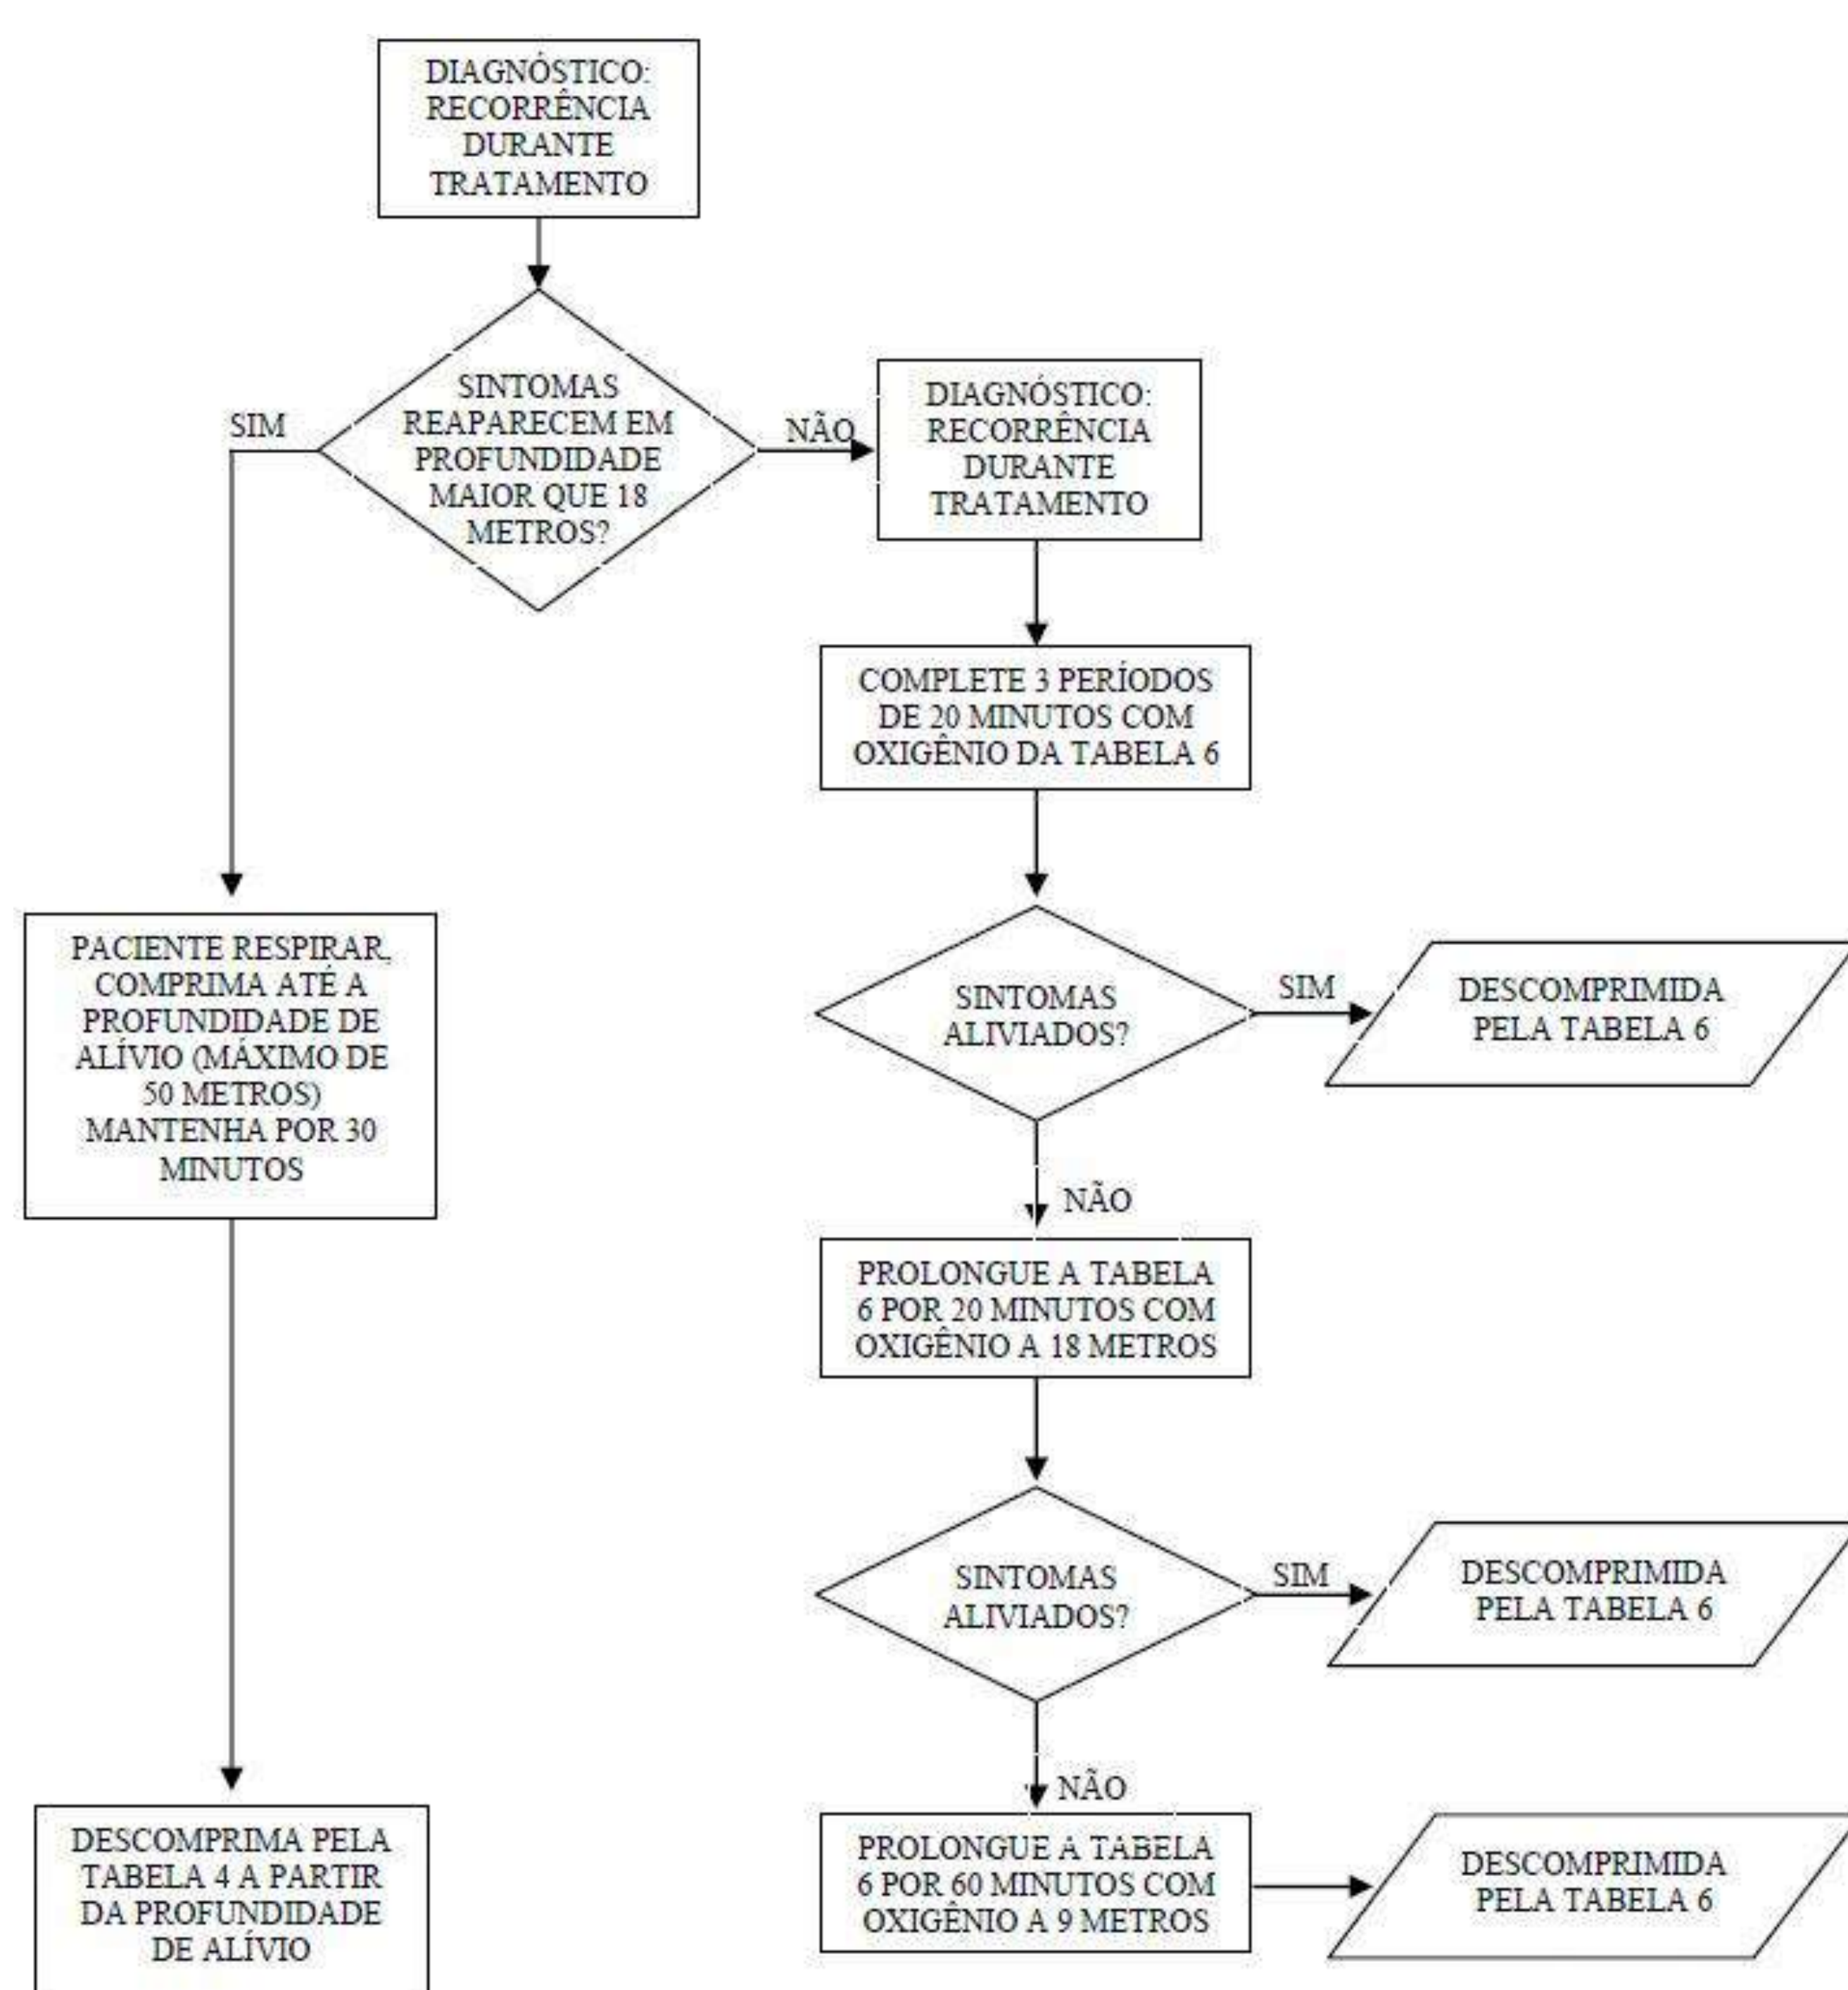 DIAGNÓSTICO:
RECORRÊNCIA
DURANTE
TRATAMENTO
SINTOMAS
REAPARECEM EM
PROFUNDIDADE
MAIOR QUE 18
METROS?
SIM
NÃO
DIAGNÓSTICO:
RECORRÊNCIA
DURANTE
TRATAMENTO
COMPLETE 3 PERÍODOS
DE 20 MINUTOS COM
OXIGÊNIO DA TABELA 6
PACIENTE RESPIRAR,
COMPRIMA ATÉ A
PROFUNDIDADE DE
ALÍVIO (MÁXIMO DE
50 METROS)
MANTENHA POR 30
MINUTOS
SINTOMAS
ALIVIADOS?
SIM
DESCOMPRIMIDA
PELA TABELA 6
NÃO
PROLONGUE A TABELA
6 POR 20 MINUTOS COM
OXIGÊNIO A 18 METROS
SINTOMAS
ALIVIADOS?
SIM
DESCOMPRIMIDA
PELA TABELA 6
NÃO
DESCOMPRIMA PELA
TABELA 4 A PARTIR
DA PROFUNDIDADE
DE ALÍVIO
PROLONGUE A TABELA
6 POR 60 MINUTOS COM
OXIGÊNIO A 9 METROS
DESCOMPRIMIDA
PELA TABELA 6